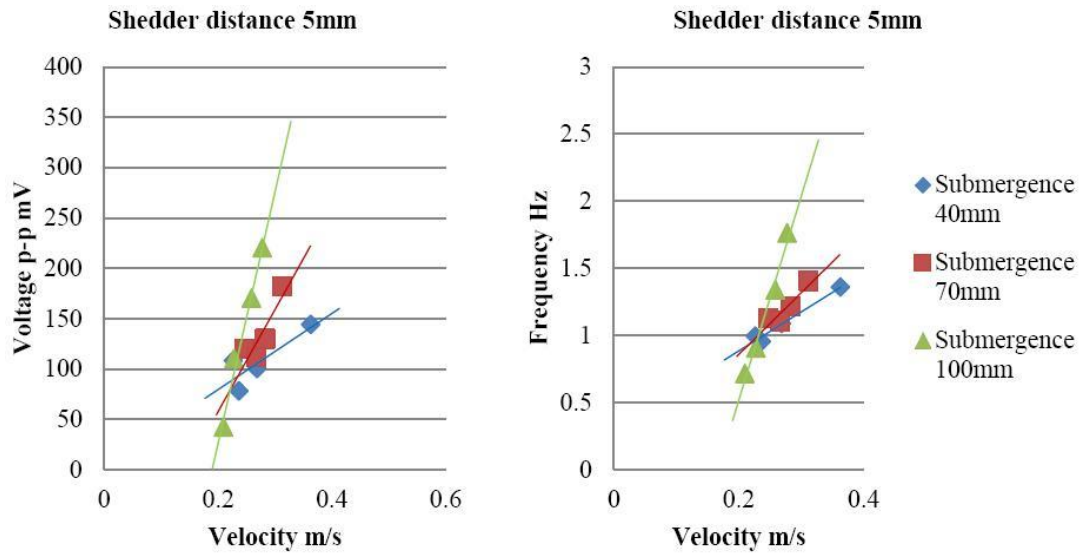 Shedder distance 5mm
Voltage p-p mV
400
350
300
250
200
150
100
50
0
0
0.2
0.4
0.6
Velocity m/s
Shedder distance 5mm
Frequency Hz
3
2.5
2
1.5
1
0.5
0
0
0.2
0.4
Velocity m/s
Submergence
40mm
Submergence
70mm
Submergence
100mm